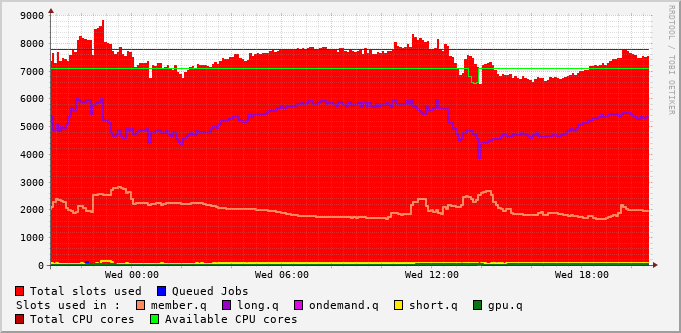 9000
8000
7000
6000
5000
4000
3000
2000
1000
0
Wed 00:00 Wed 06:00 Wed 12:00 Wed 18:00
Total slots used Queued Jobs
Slots used in : member.q long.q ondemand.q short.q gpu.q
Total CPU cores Available CPU cores
RRDTOOL / TOBI OETIKER